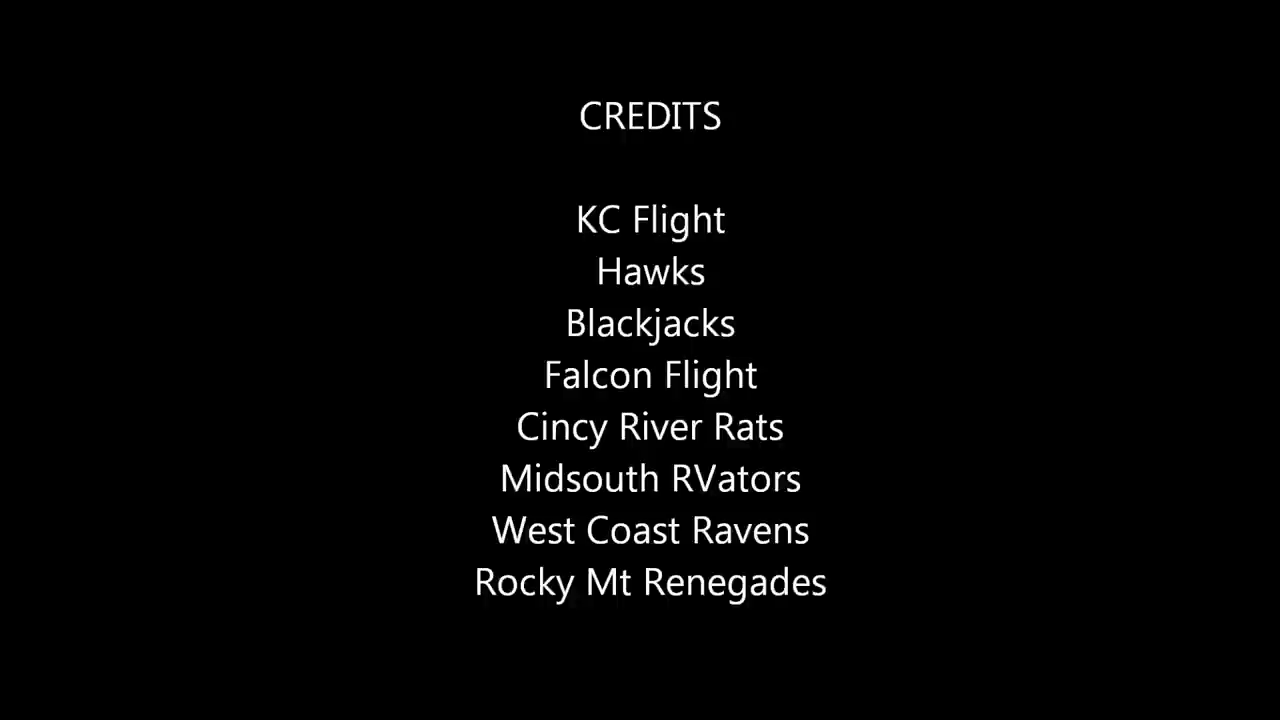 CREDITS
KC Flight
Hawks
Blackjacks
Falcon Flight
Cincy River Rats
Midsouth RVators
West Coast Ravens
Rocky Mt Renegades